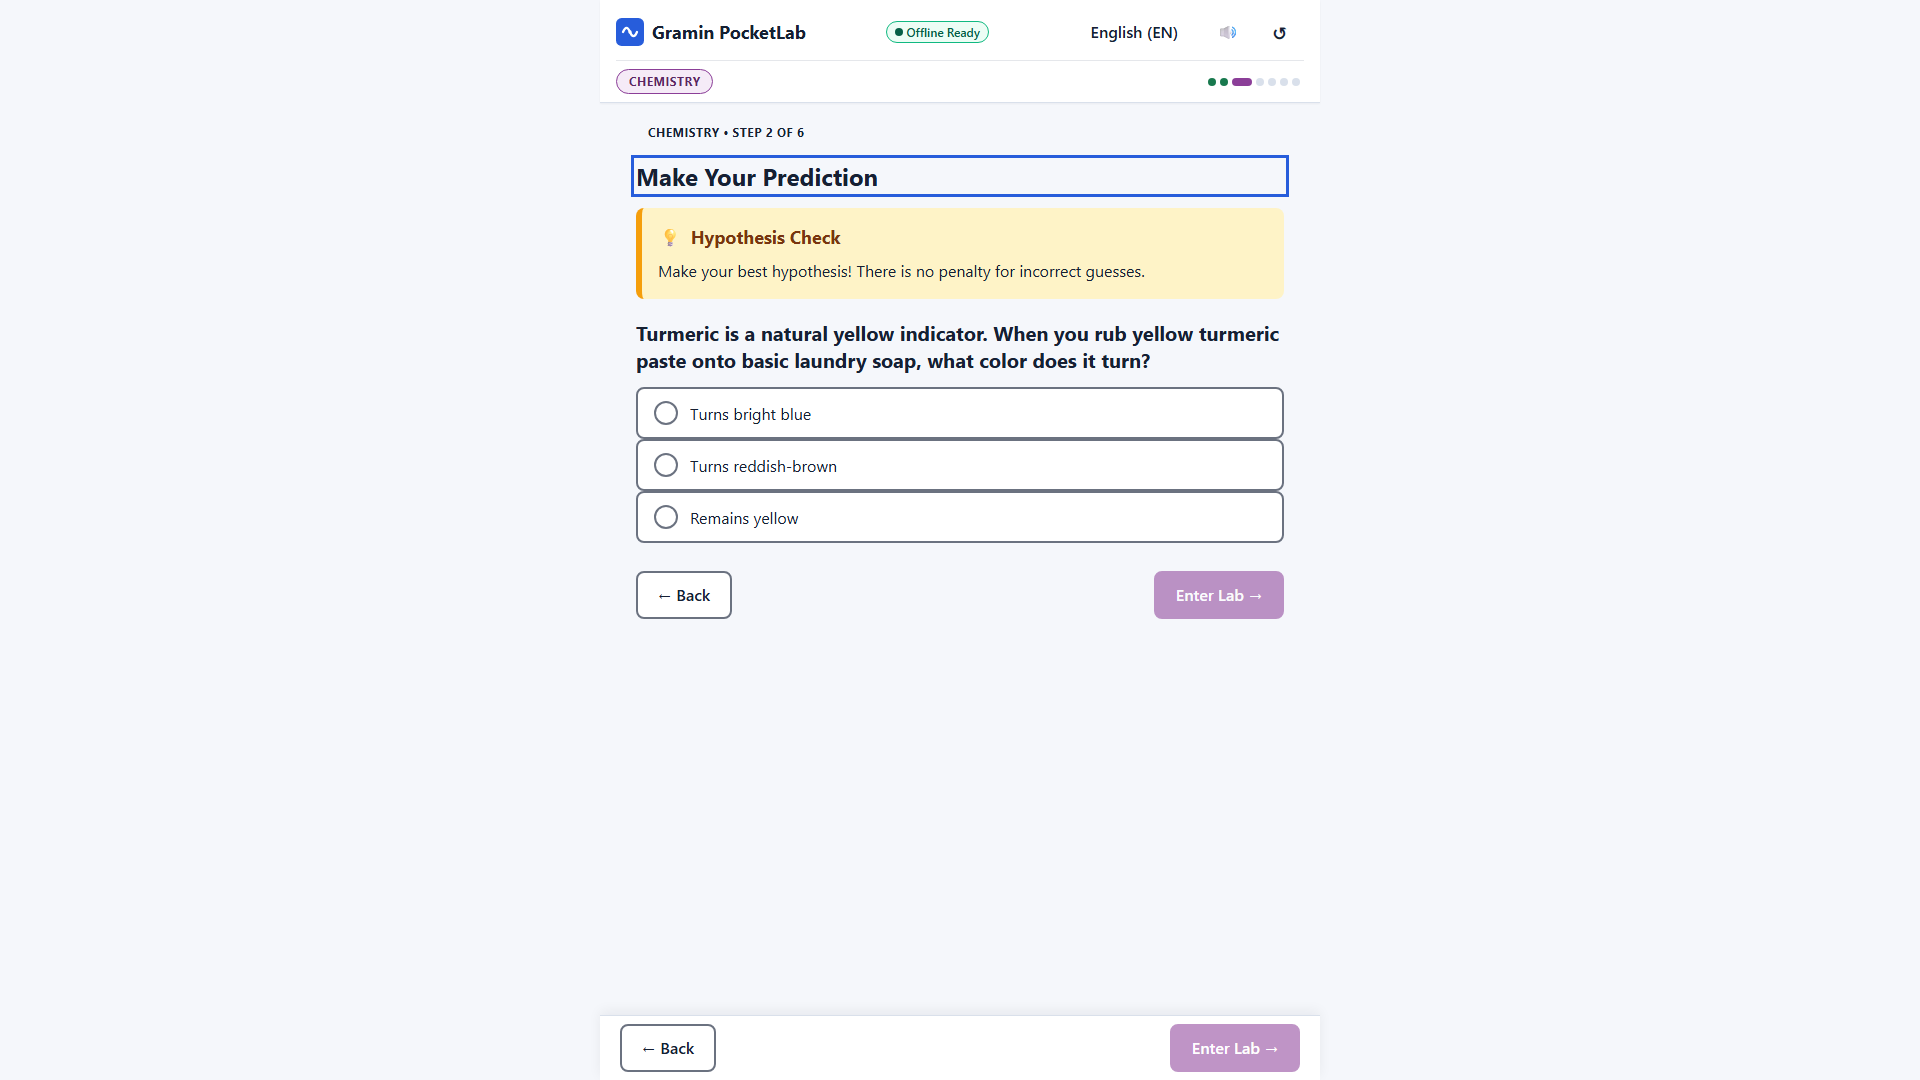 Gramin PocketLab
Offline Ready
English (EN)
CHEMISTRY
CHEMISTRY • STEP 2 OF 6
Make Your Prediction
Hypothesis Check
Make your best hypothesis! There is no penalty for incorrect guesses.
Turmeric is a natural yellow indicator. When you rub yellow turmeric
paste onto basic laundry soap, what color does it turn?
Turns bright blue
Turns reddish-brown
Remains yellow
← Back
Enter Lab →
← Back
Enter Lab →